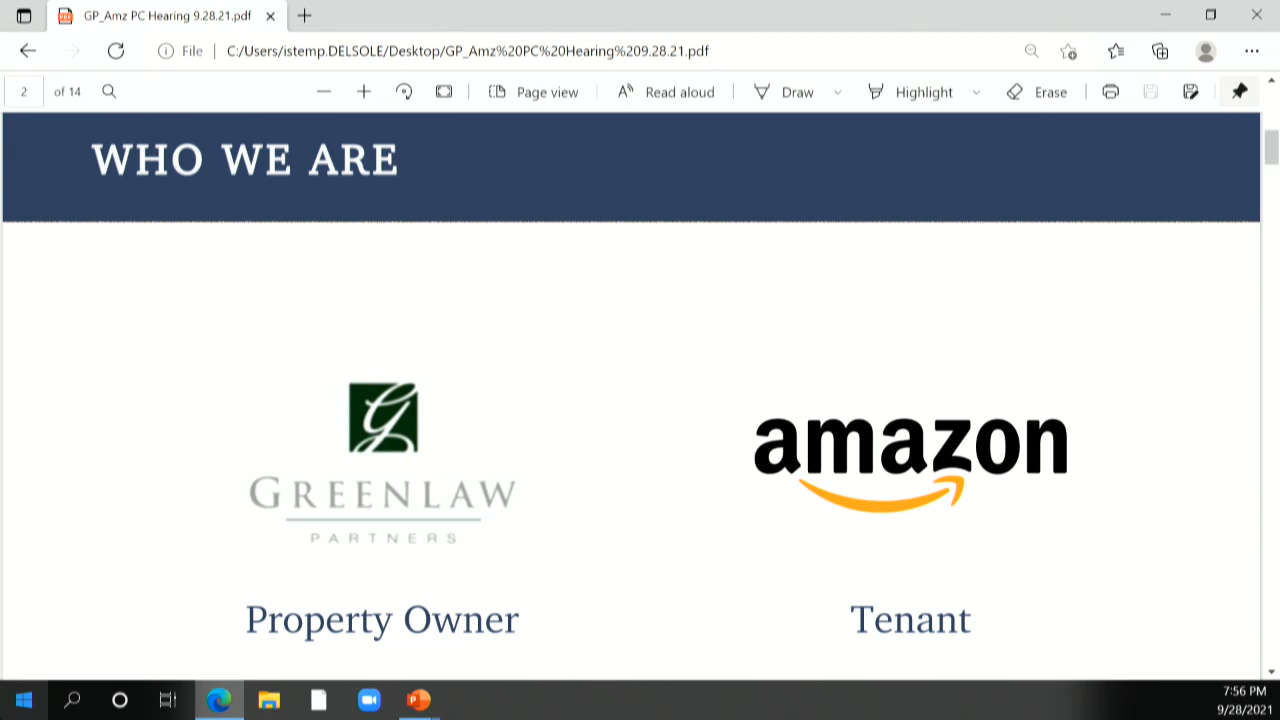 GP_Amz PC Hearing 9.28.21.pdf
File
C:/Users/istemp.DELSOLE/Desktop/GP_Amz%20PC%20Hearing%209.28.21.pdf
2 of 14
Page view
Read aloud
Draw
Highlight
Erase
WHO WE ARE
GREENLAW
PARTNERS
amazon
Property Owner
Tenant
7:56 PM
9/28/2021